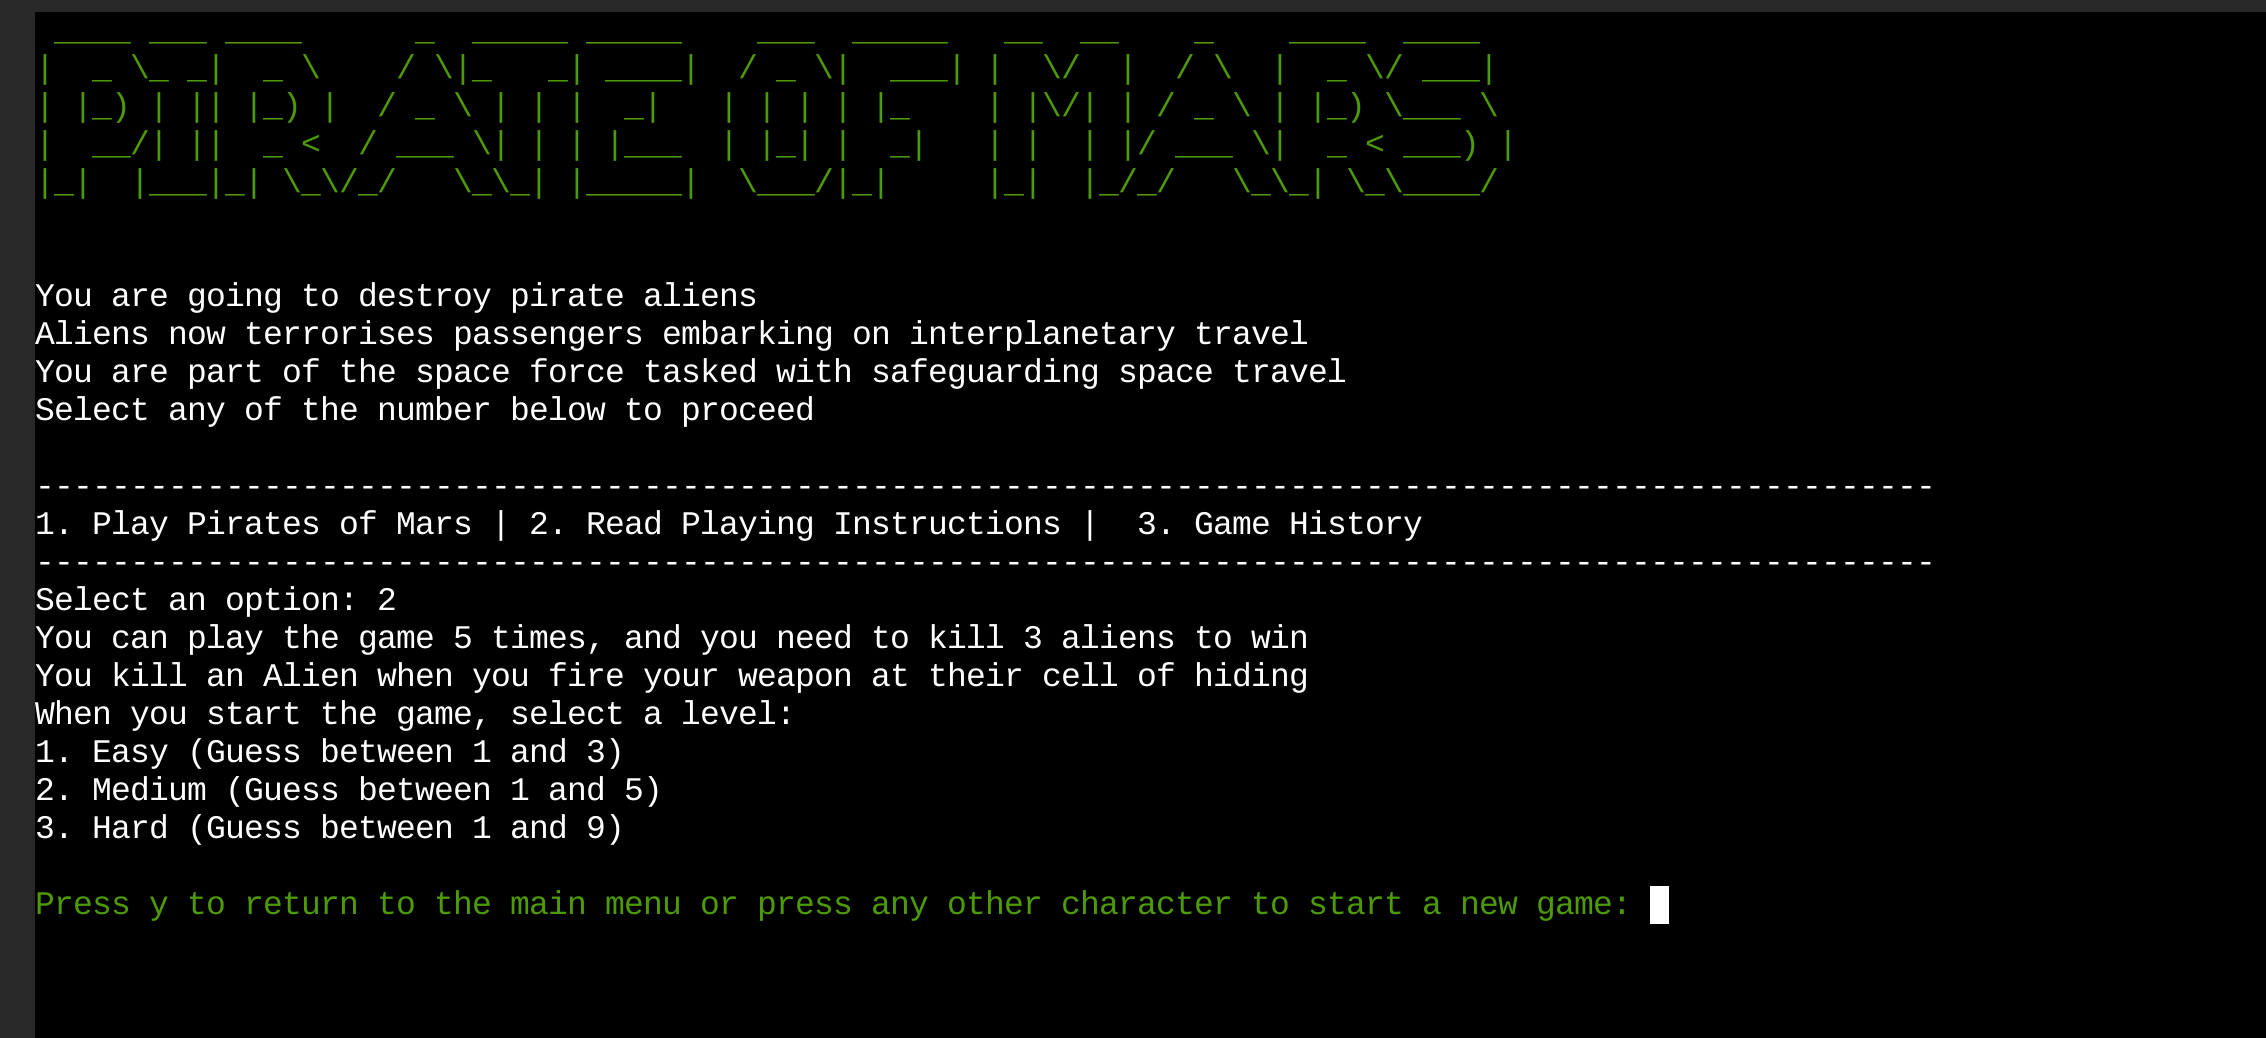 PIRATE OF MARS
You are going to destroy pirate aliens
Aliens now terrorises passengers embarking on interplanetary travel
You are part of the space force tasked with safeguarding space travel
Select any of the number below to proceed
----------------------------------------------------------------------------------------------------
1. Play Pirates of Mars | 2. Read Playing Instructions |  3. Game History
----------------------------------------------------------------------------------------------------
Select an option: 2
You can play the game 5 times, and you need to kill 3 aliens to win
You kill an Alien when you fire your weapon at their cell of hiding
When you start the game, select a level:
1. Easy (Guess between 1 and 3)
2. Medium (Guess between 1 and 5)
3. Hard (Guess between 1 and 9)
Press y to return to the main menu or press any other character to start a new game: